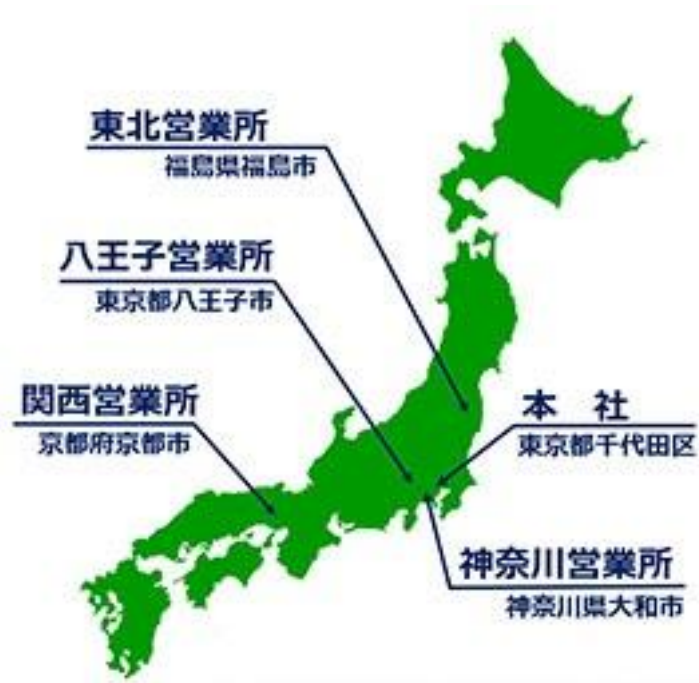 東北営業所
福島県福島市
八王子営業所
東京都八王子市
関西営業所
京都府京都市
本　社
東京都千代田区
神奈川営業所
神奈川県大和市